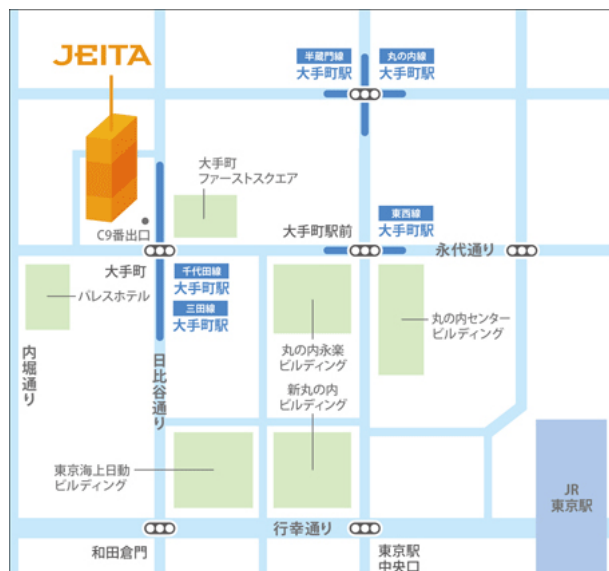 JEITA
半蔵門線
大手町駅
丸の内線
大手町駅
大手町
ファーストスクエア
C9番出口
東西線
大手町駅
大手町駅前
永代通り
大手町
千代田線
大手町駅
三田線
大手町駅
パレスホテル
丸の内センター
ビルディング
丸の内永楽
ビルディング
内堀通り
日比谷通り
新丸の内
ビルディング
東京海上日動
ビルディング
JR
東京駅
行幸通り
和田倉門
東京駅
中央口